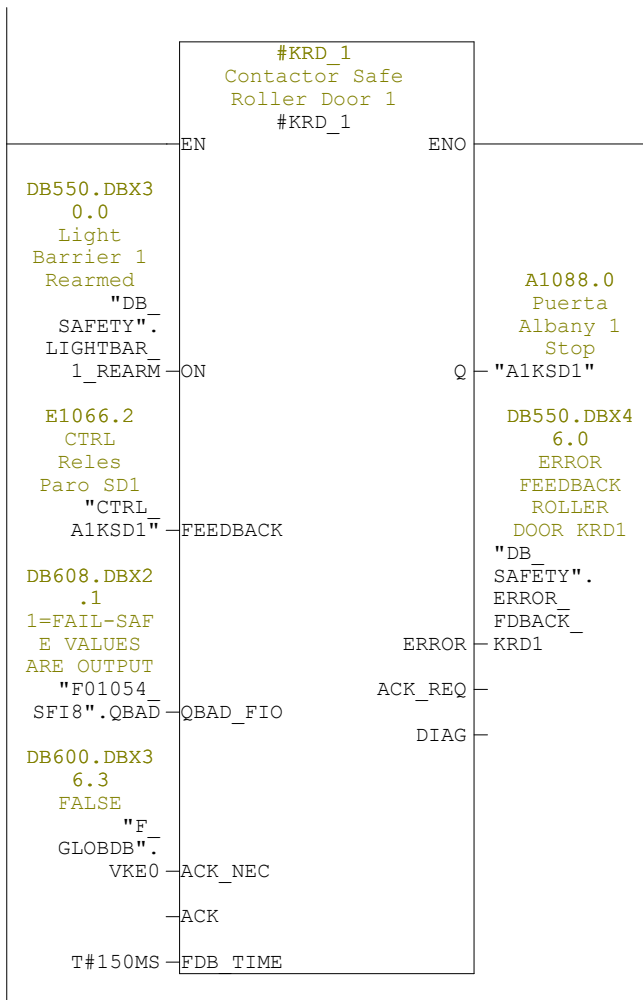 #KRD_1
Contactor Safe
Roller Door 1
#KRD_1
EN
ENO
DB550.DBX3
0.0
Light
Barrier 1
Rearmed
"DB_
SAFETY".
LIGHTBAR_
1_REARM
ON
A1088.0
Puerta
Albany 1
Stop
Q
"A1KSD1"
E1066.2
CTRL
Reles
Paro SD1
"CTRL_
A1KSD1"
FEEDBACK
DB550.DBX4
6.0
ERROR
FEEDBACK
ROLLER
DOOR KRD1
"DB_
SAFETY".
ERROR_
FDBACK_
ERROR
KRD1
DB608.DBX2
.1
1=FAIL-SAF
E VALUES
ARE OUTPUT
"F01054_
SFI8".QBAD
QBAD_FIO
ACK_REQ
DIAG
DB600.DBX3
6.3
FALSE
"F_
GLOBDB".
VKE0
ACK_NEC
ACK
T#150MS
FDB_TIME